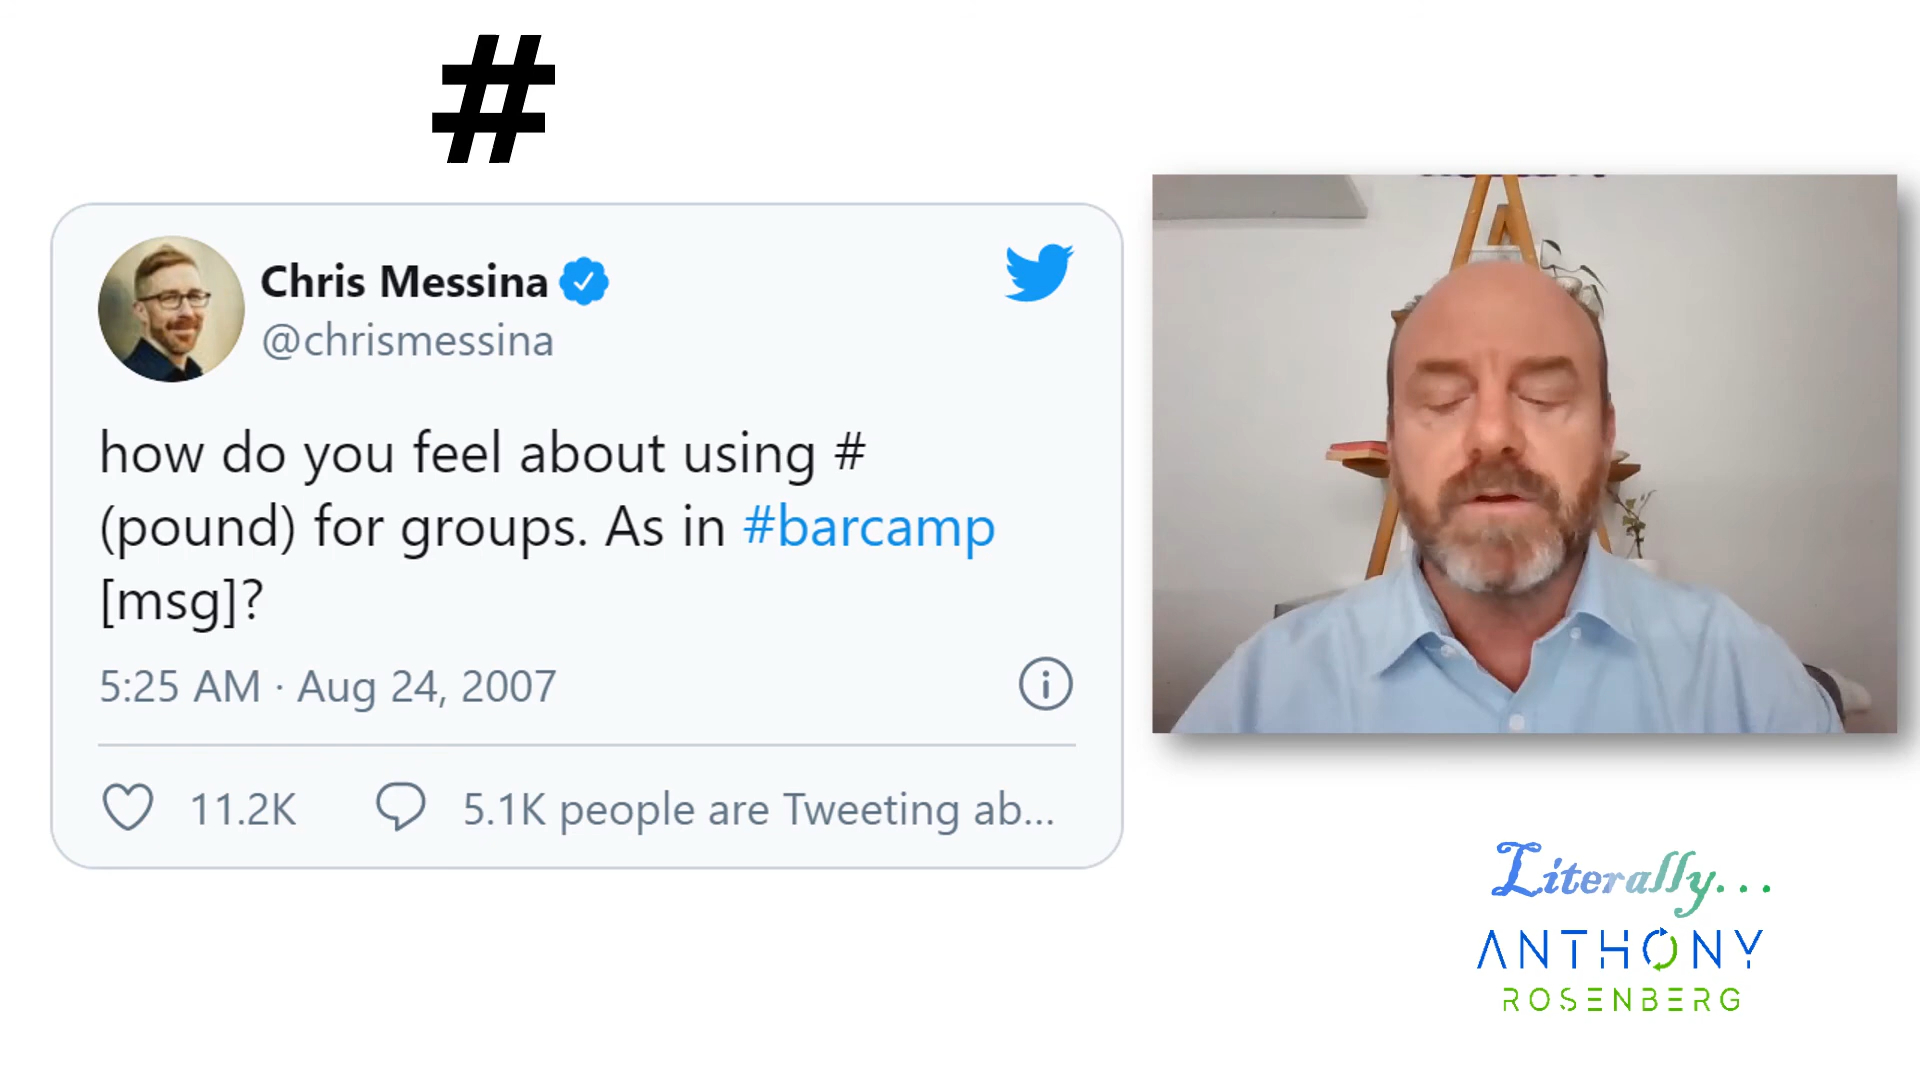 #
Chris Messina
@chrismessina
how do you feel about using #
(pound) for groups. As in #barcamp
[msg]?
5:25 AM · Aug 24, 2007
11.2K 5.1K people are Tweeting ab...
Literally...
ANTHONY
ROSENBERG